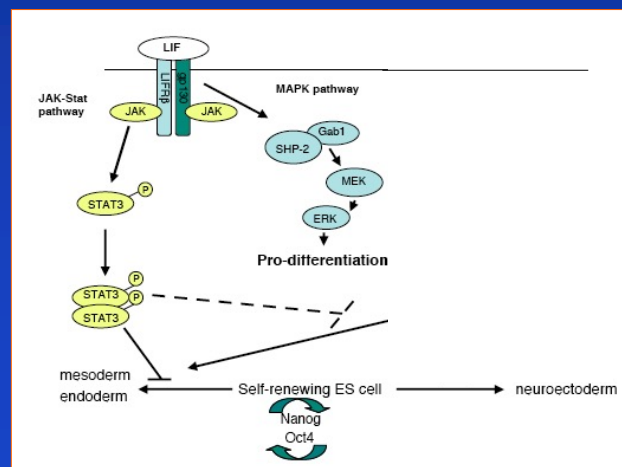 LIF
LIFRβ
gp130
JAK-Stat
pathway
JAK
JAK
MAPK pathway
Gab1
SHP-2
MEK
STAT3
P
ERK
Pro-differentiation
P
STAT3
P
STAT3
mesoderm
endoderm
Self-renewing ES cell
neuroectoderm
Nanog
Oct4